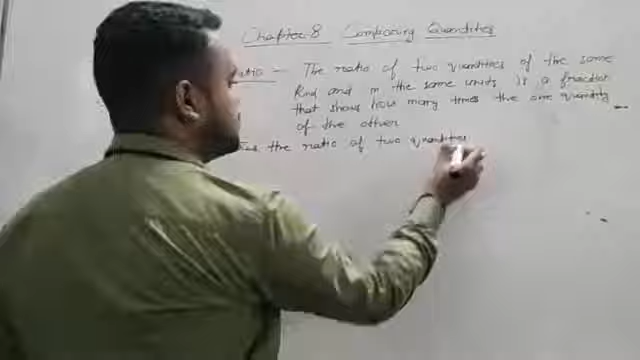 Chapter-8 Comparing Quantities
Ratio :- The ratio of two quantities of the same
kind and in the same units is a fraction
that shows how many times the one quantity
of the other
the ratio of two quantities